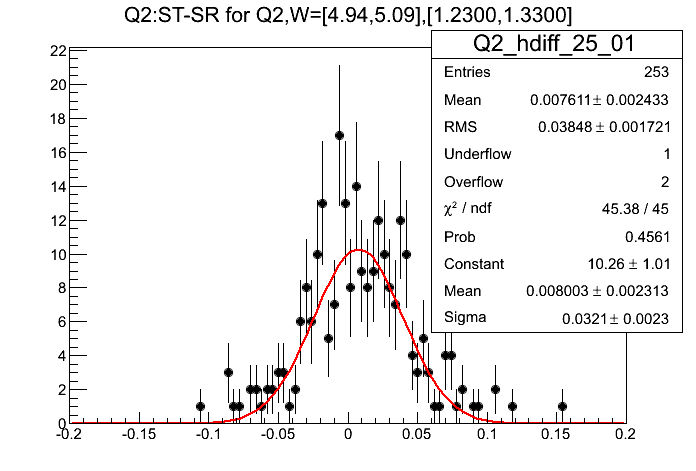 Q2:ST-SR for Q2,W=[4.94,5.09],[1.2300,1.3300]
Q2_hdiff_25_01
Entries 253
Mean 0.007611± 0.002433
RMS 0.03848 ± 0.001721
Underflow 1
Overflow 2
χ² / ndf 45.38 / 45
Prob 0.4561
Constant 10.26 ± 1.01
Mean 0.008003 ± 0.002313
Sigma 0.0321± 0.0023
22
20
18
16
14
12
10
8
6
4
2
0
-0.2 -0.15 -0.1 -0.05 0 0.05 0.1 0.15 0.2